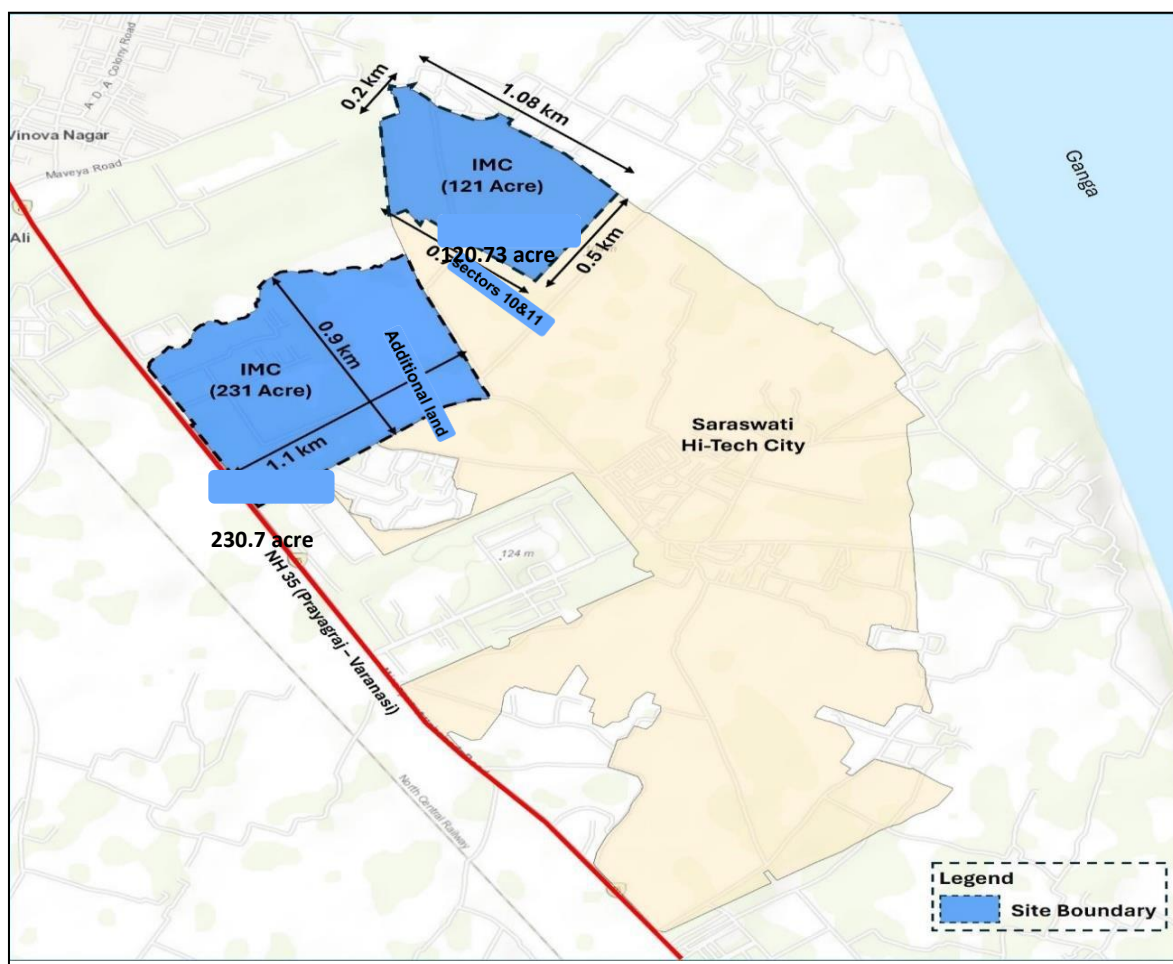 A.D.A Colony Road
Vinova Nagar
Maveya Road
Ali
0.2 km
1.08 km
IMC
(121 Acre)
120.73 acre
0.5 km
sectors 10&11
Ganga
IMC
(231 Acre)
0.9 km
Additional land
1.1 km
230.7 acre
Saraswati
Hi-Tech City
124 m
NH 35 (Prayagraj – Varanasi)
North Central Railway
Legend
Site Boundary